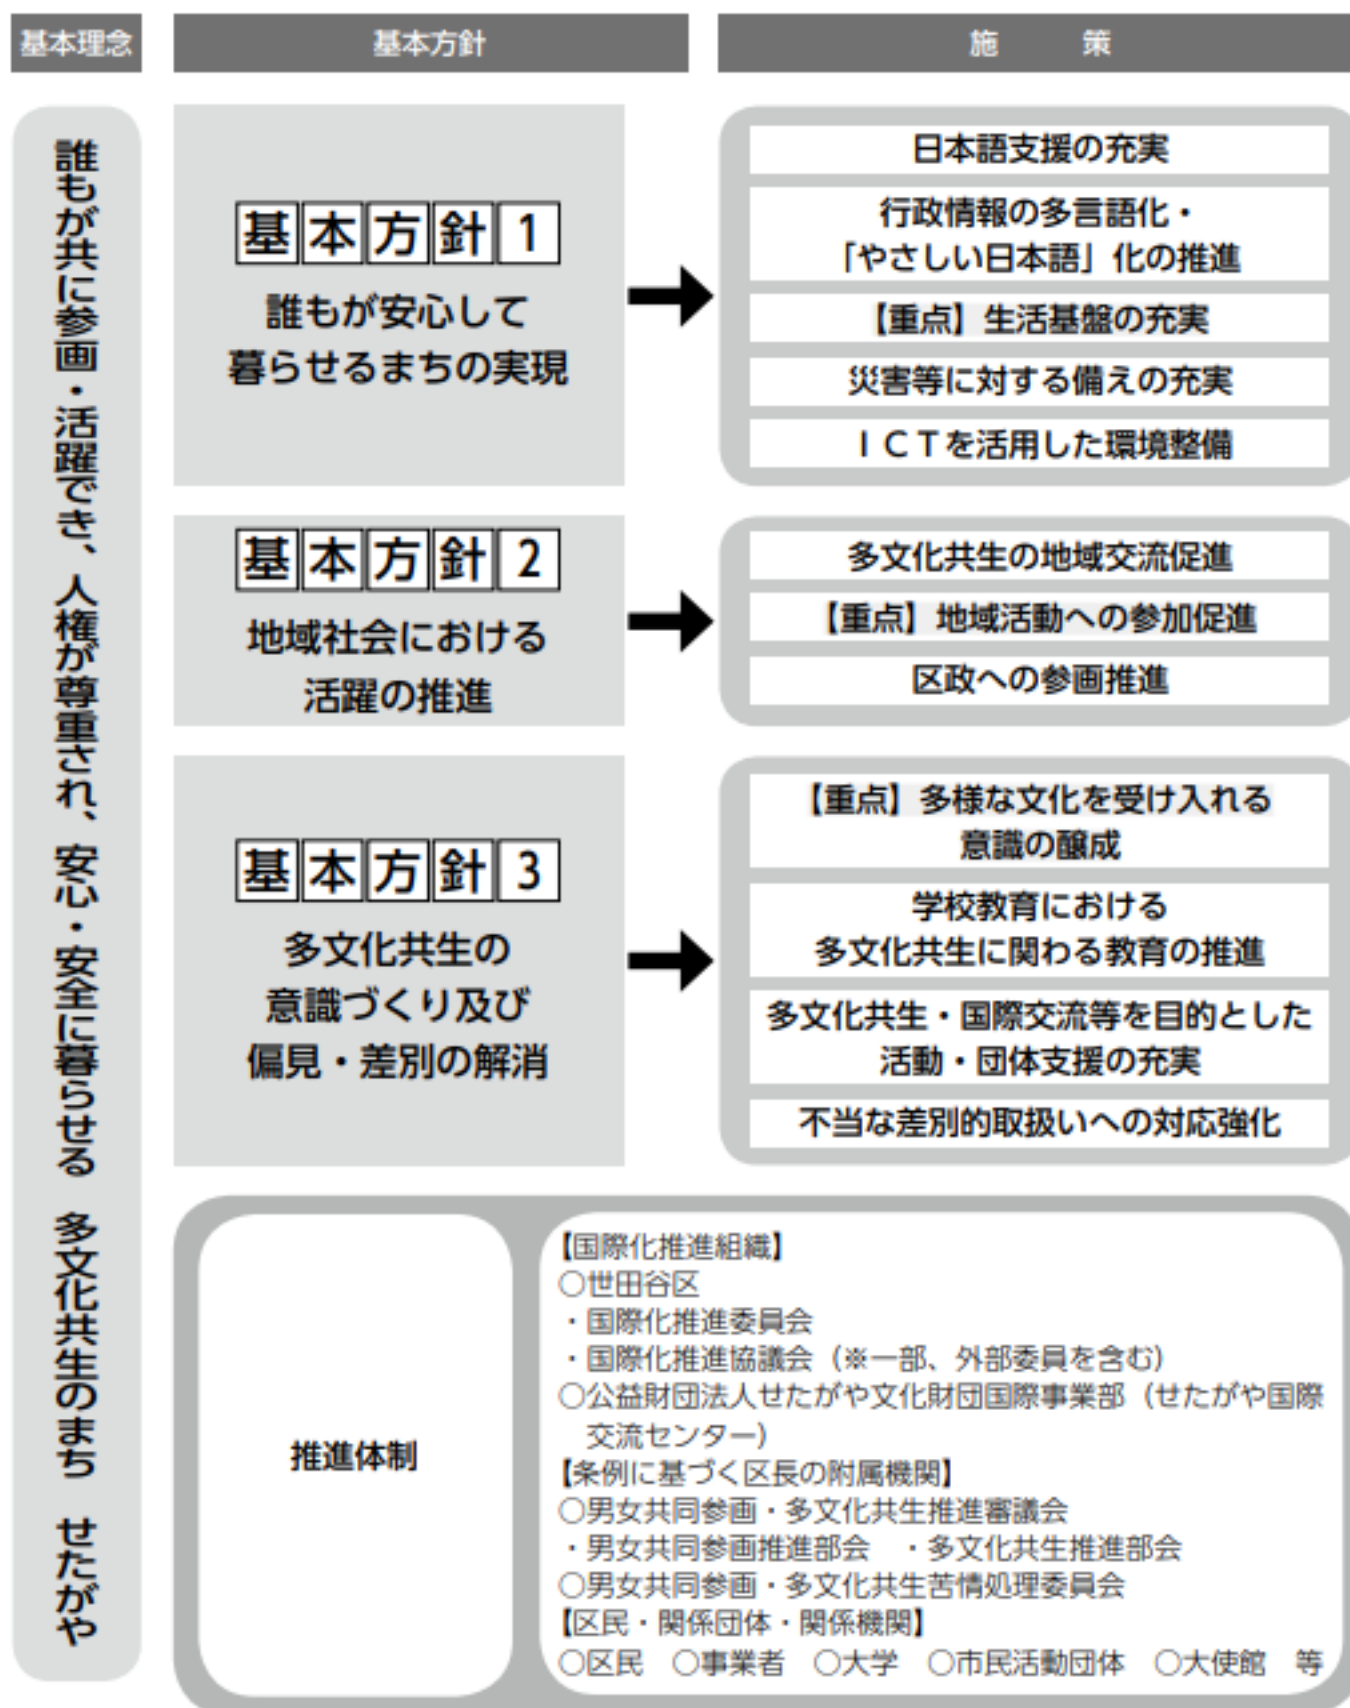 基本理念
基本方針
施策
誰もが共に参画・活躍でき、人権が尊重され、安心・安全に暮らせる　多文化共生のまち　せたがや
基本方針1
誰もが安心して
暮らせるまちの実現
日本語支援の充実
行政情報の多言語化・
「やさしい日本語」化の推進
【重点】生活基盤の充実
災害等に対する備えの充実
ＩＣＴを活用した環境整備
基本方針2
地域社会における
活躍の推進
多文化共生の地域交流促進
【重点】地域活動への参加促進
区政への参画推進
基本方針3
多文化共生の
意識づくり及び
偏見・差別の解消
【重点】多様な文化を受け入れる
意識の醸成
学校教育における
多文化共生に関わる教育の推進
多文化共生・国際交流等を目的とした
活動・団体支援の充実
不当な差別的取扱いへの対応強化
推進体制
【国際化推進組織】
○世田谷区
・国際化推進委員会
・国際化推進協議会（※一部、外部委員を含む）
○公益財団法人せたがや文化財団国際事業部（せたがや国際
交流センター）
【条例に基づく区長の附属機関】
○男女共同参画・多文化共生推進審議会
・男女共同参画推進部会　・多文化共生推進部会
○男女共同参画・多文化共生苦情処理委員会
【区民・関係団体・関係機関】
○区民　○事業者　○大学　○市民活動団体　○大使館　等